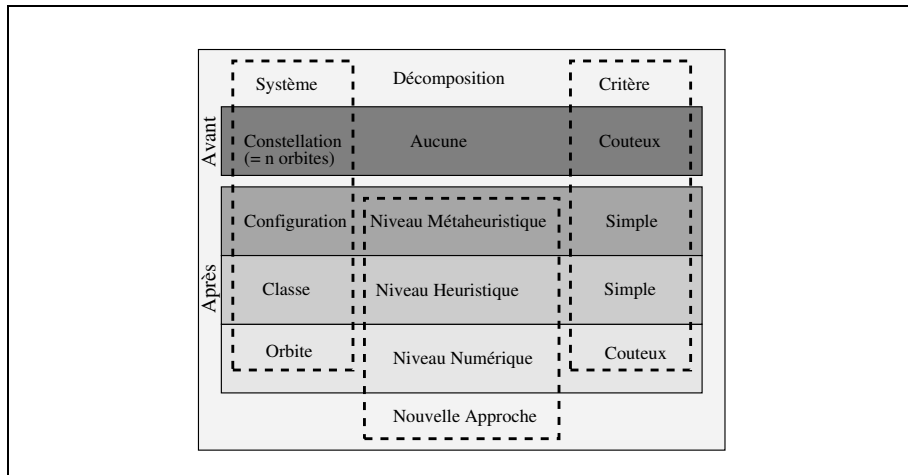 Système Décomposition Critère
Avant
Constellation Aucune Couteux
(= n orbites)
Après
Configuration Niveau Métaheuristique Simple
Classe Niveau Heuristique Simple
Orbite Niveau Numérique Couteux
Nouvelle Approche